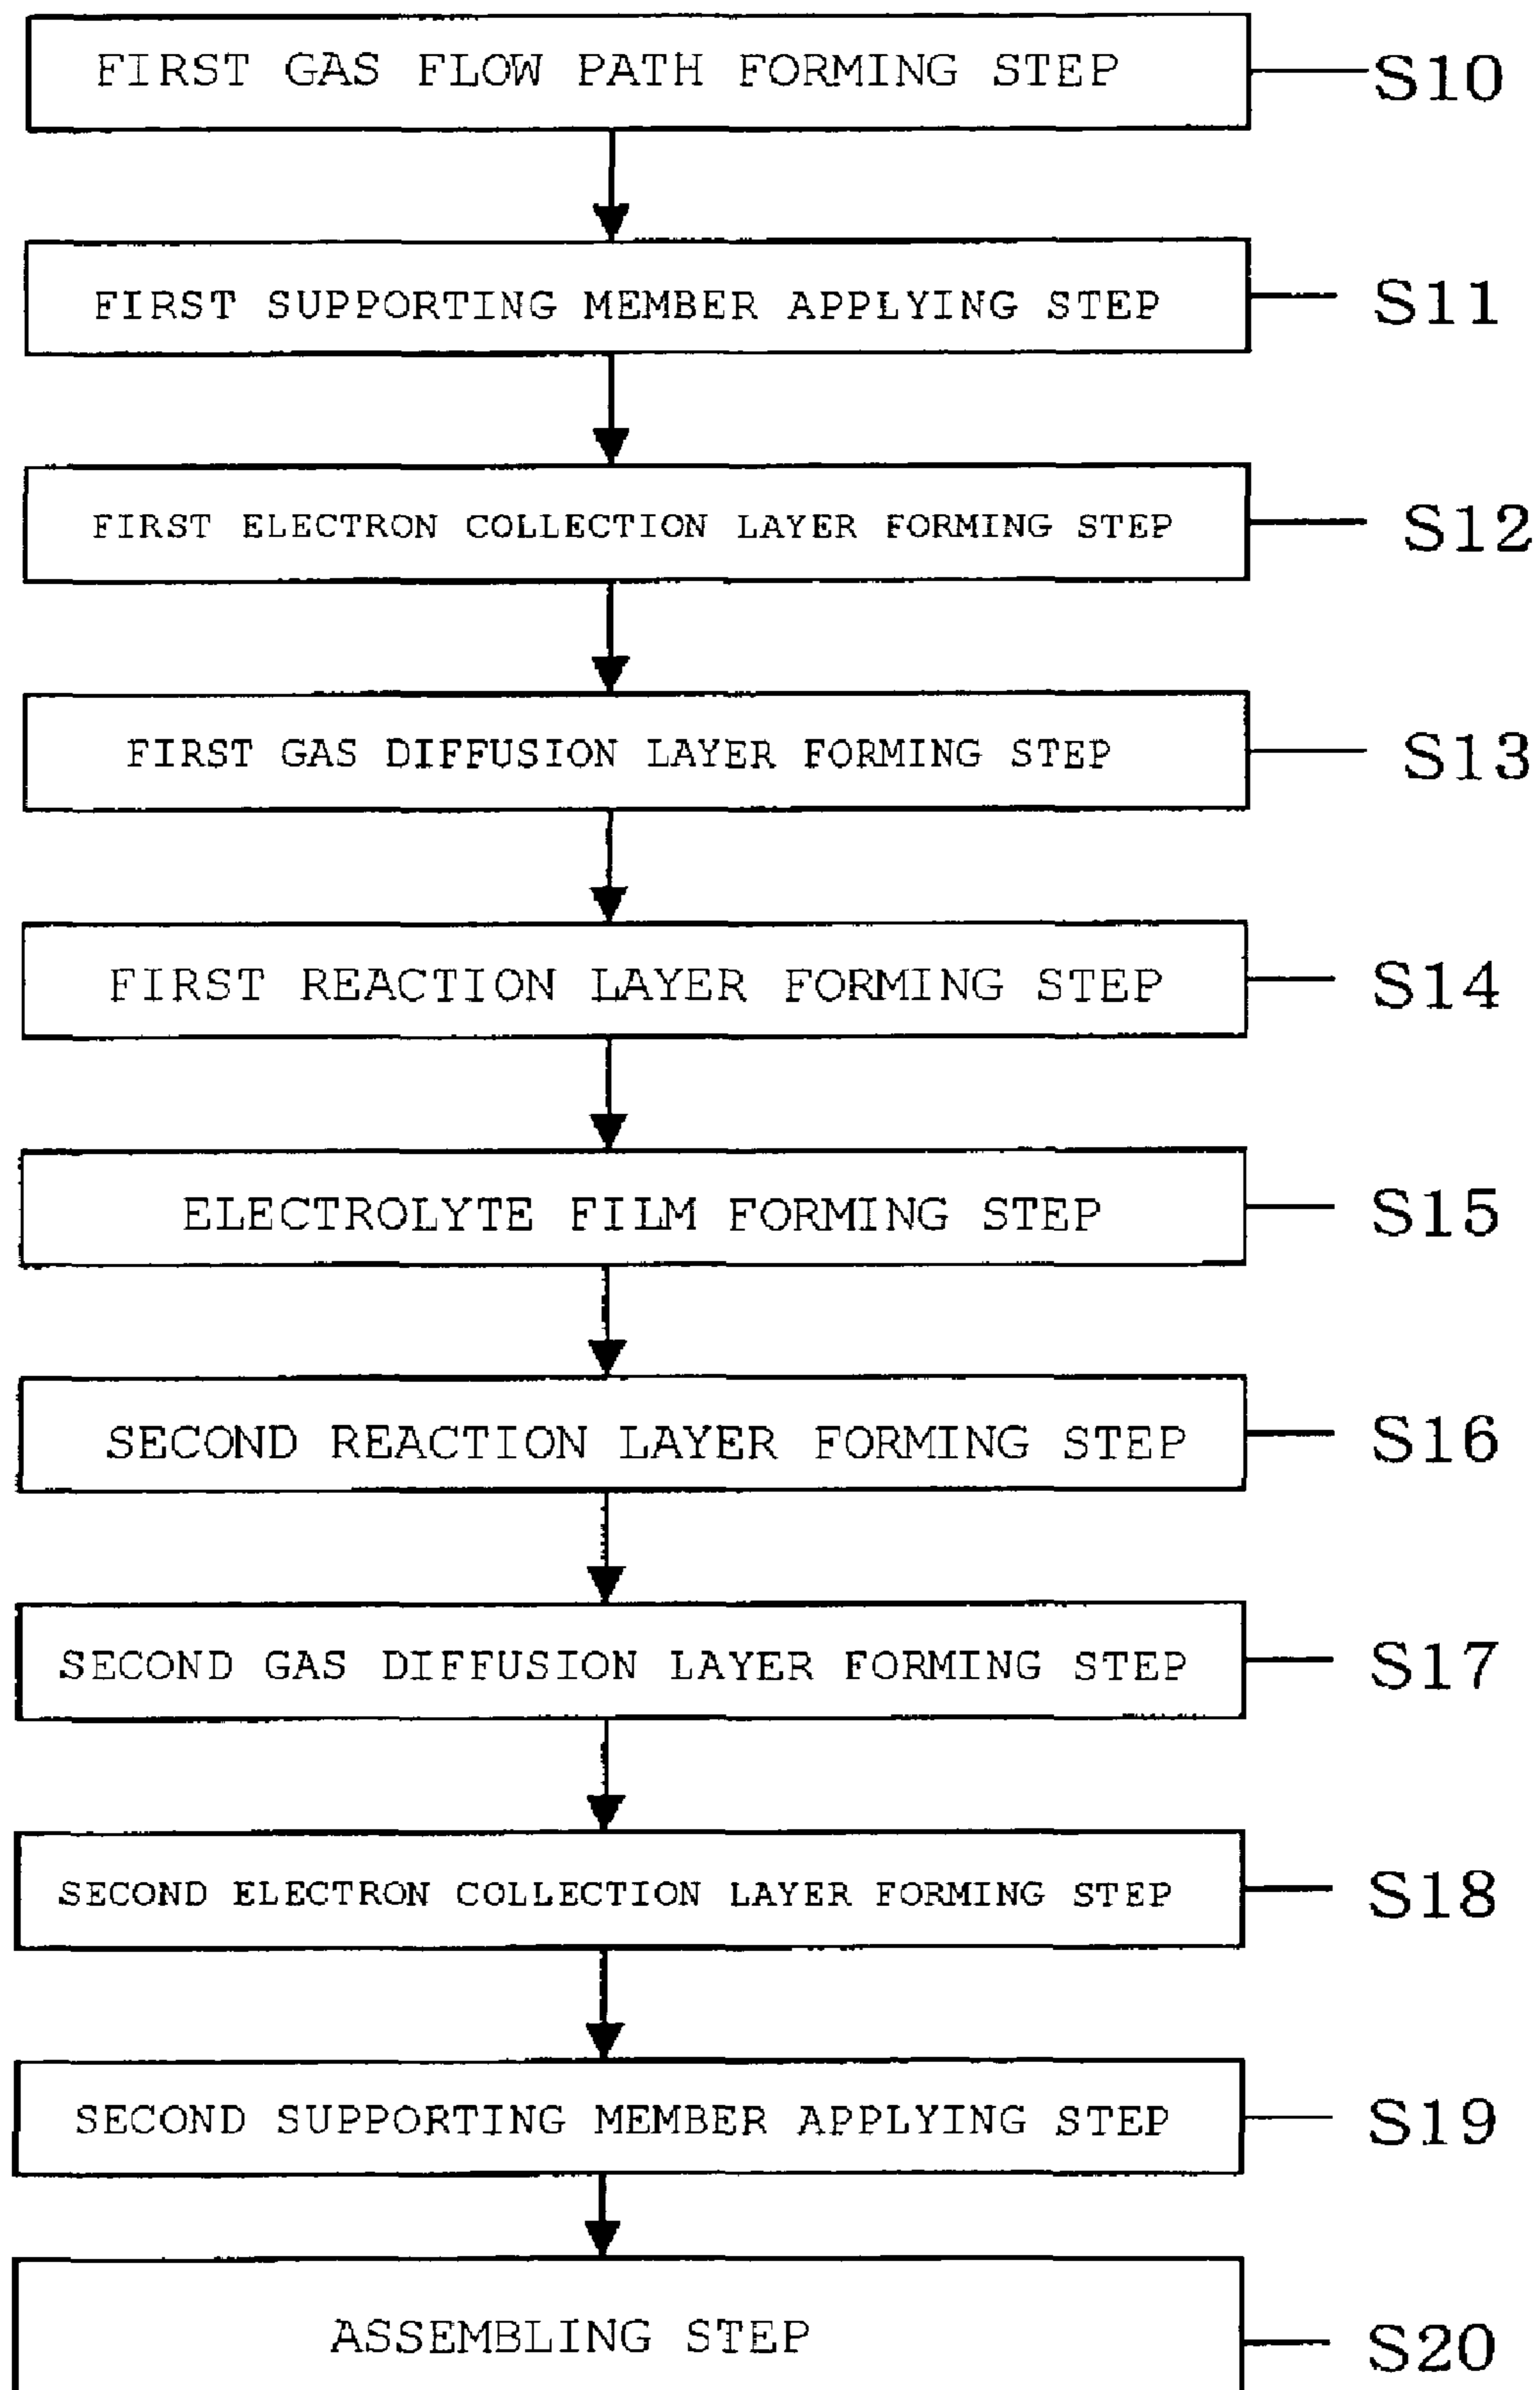 FIRST GAS FLOW PATH FORMING STEP S10
FIRST SUPPORTING MEMBER APPLYING STEP S11
FIRST ELECTRON COLLECTION LAYER FORMING STEP S12
FIRST GAS DIFFUSION LAYER FORMING STEP S13
FIRST REACTION LAYER FORMING STEP S14
ELECTROLYTE FILM FORMING STEP S15
SECOND REACTION LAYER FORMING STEP S16
SECOND GAS DIFFUSION LAYER FORMING STEP S17
SECOND ELECTRON COLLECTION LAYER FORMING STEP S18
SECOND SUPPORTING MEMBER APPLYING STEP S19
ASSEMBLING STEP S20